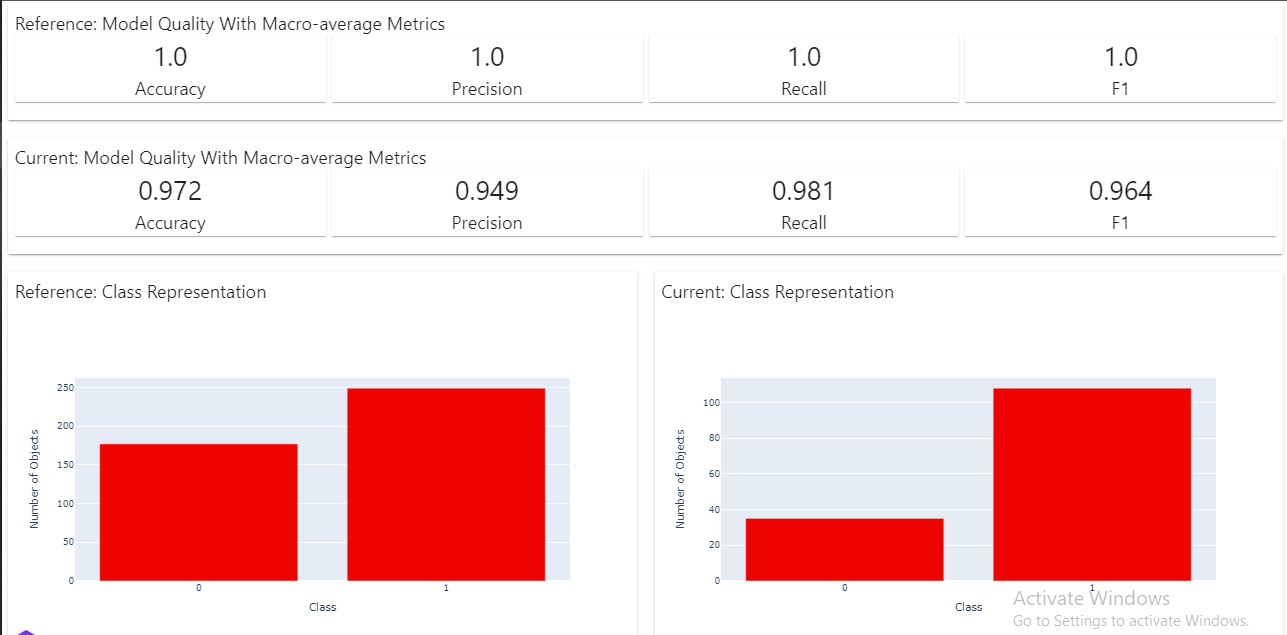 Reference: Model Quality With Macro-average Metrics
1.0 1.0 1.0 1.0
Accuracy Precision Recall F1
Current: Model Quality With Macro-average Metrics
0.972 0.949 0.981 0.964
Accuracy Precision Recall F1
Reference: Class Representation
250
200
150
100
50
0
Number of Objects
0 1
Class
Current: Class Representation
100
80
60
40
20
0
Number of Objects
0 1
Class
Activate Windows
Go to Settings to activate Windows.